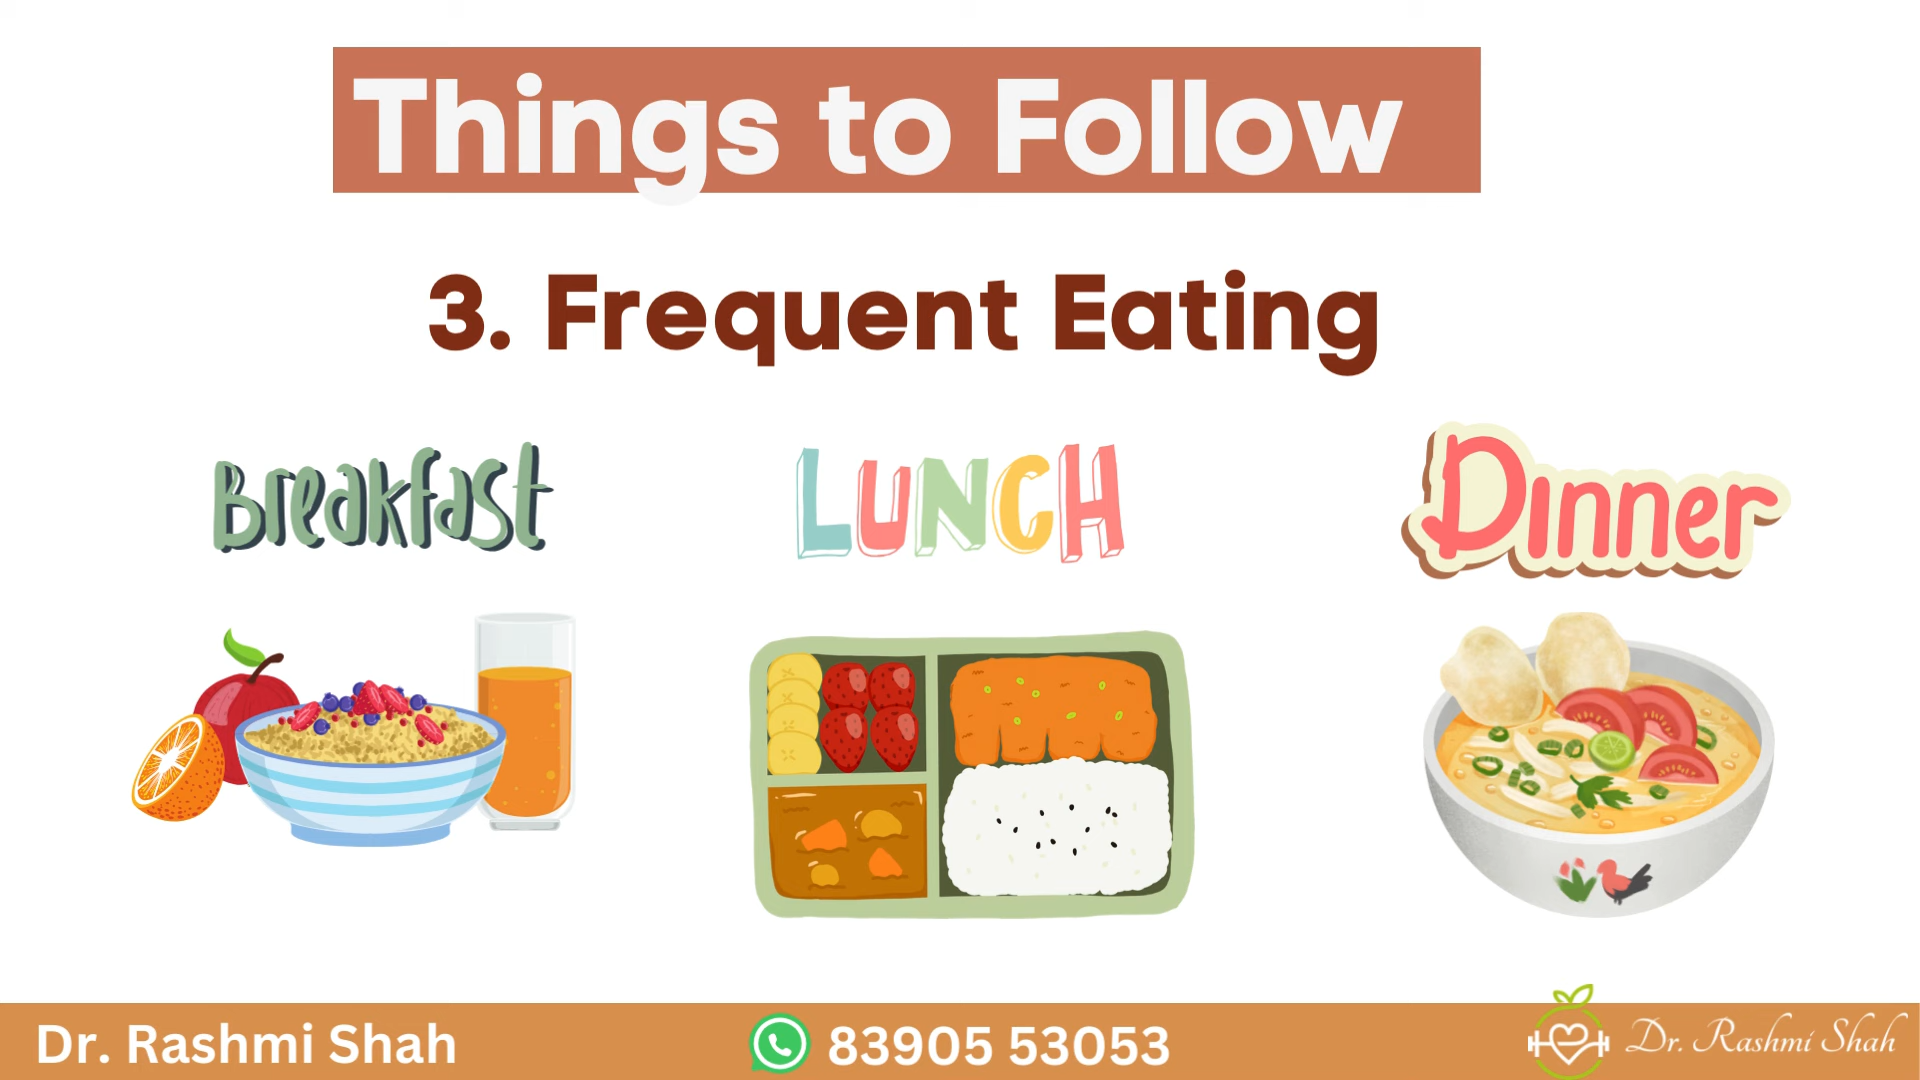 Things to Follow
3. Frequent Eating
Breakfast
LUNCH
Dinner
Dr. Rashmi Shah
83905 53053
Dr. Rashmi Shah